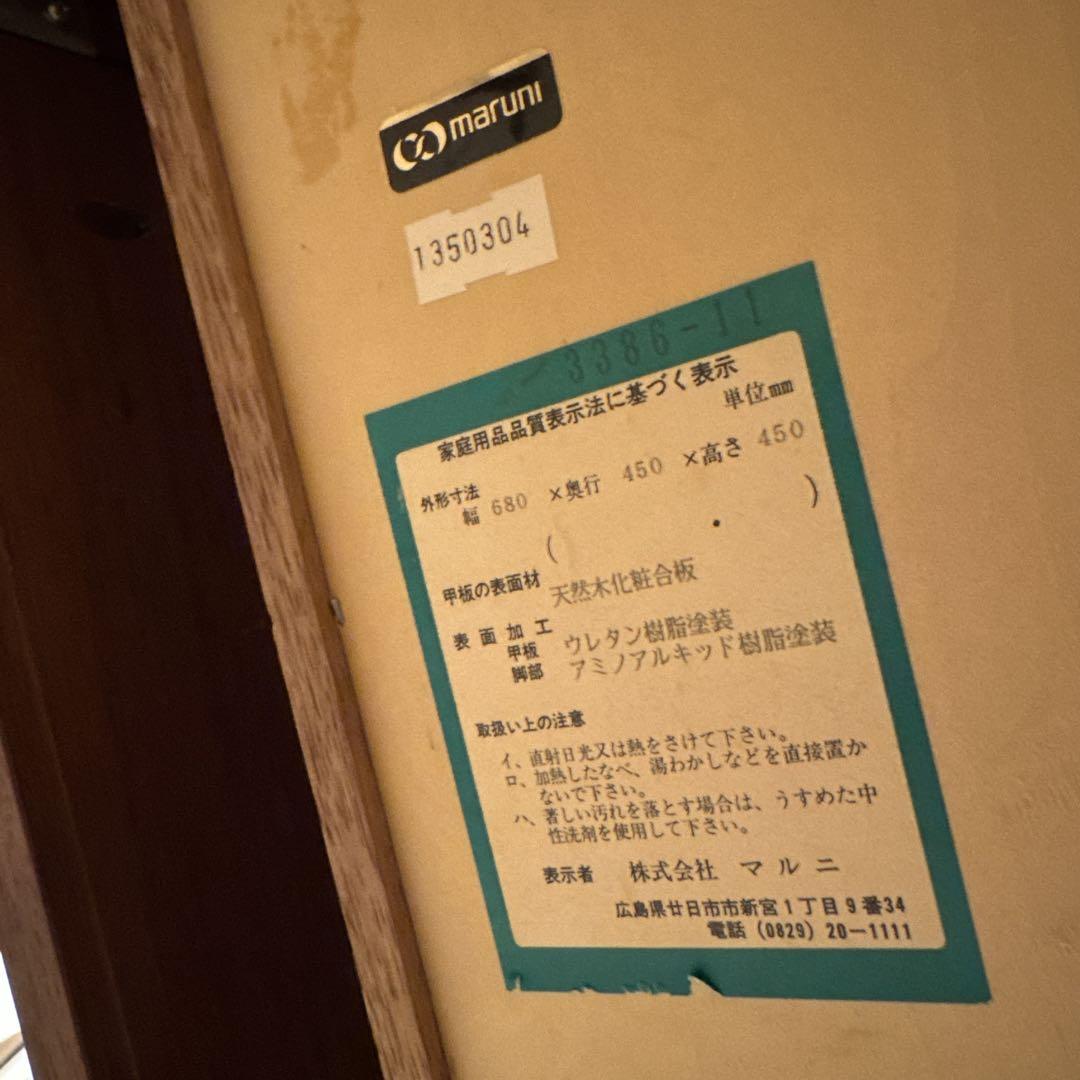 maruni
1350304
3386-11
家庭用品品質表示法に基づく表示
単位mm
外形寸法
幅 680 ×奥行 450 ×高さ 450
( )
甲板の表面材 天然木化粧合板
表面加工
甲板 ウレタン樹脂塗装
脚部 アミノアルキッド樹脂塗装
取扱い上の注意
イ、直射日光又は熱をさけて下さい。
ロ、加熱したなべ、湯わかしなどを直接置か
ないで下さい。
ハ、著しい汚れを落とす場合は、うすめた中
性洗剤を使用して下さい。
表示者 株式会社 マルニ
広島県廿日市市新宮1丁目9番34
電話 (0829) 20-1111